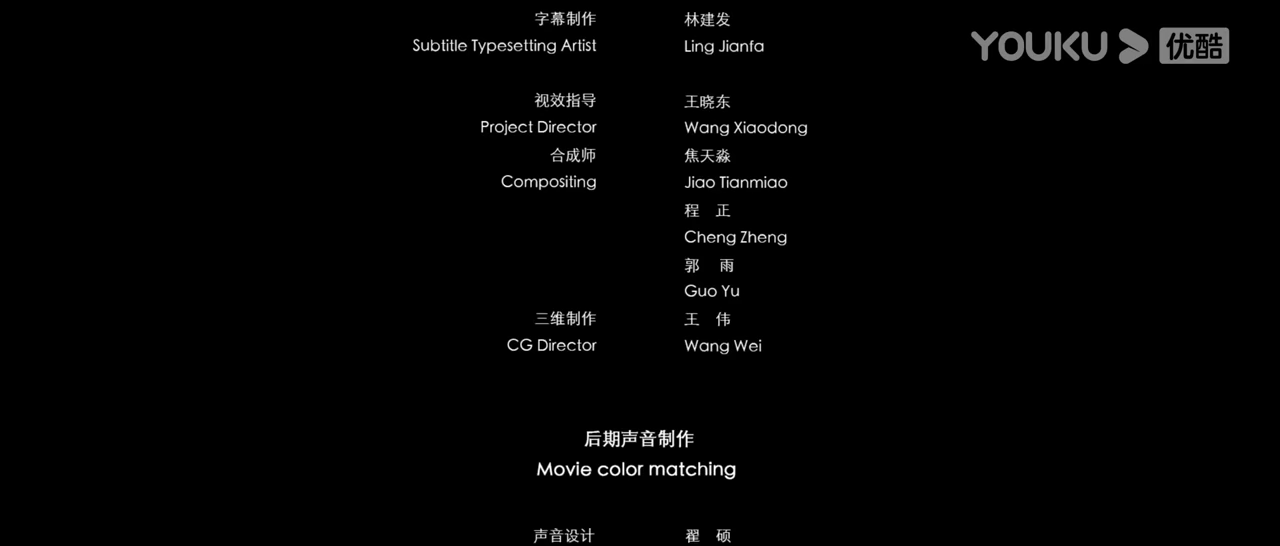 字幕制作 林建发
Subtitle Typesetting Artist Ling Jianfa
YOUKU 优酷
视效指导 王晓东
Project Director Wang Xiaodong
合成师 焦天淼
Compositing Jiao Tianmiao
程 正
Cheng Zheng
郭 雨
Guo Yu
三维制作 王 伟
CG Director Wang Wei
后期声音制作
Movie color matching
声音设计 翟 硕